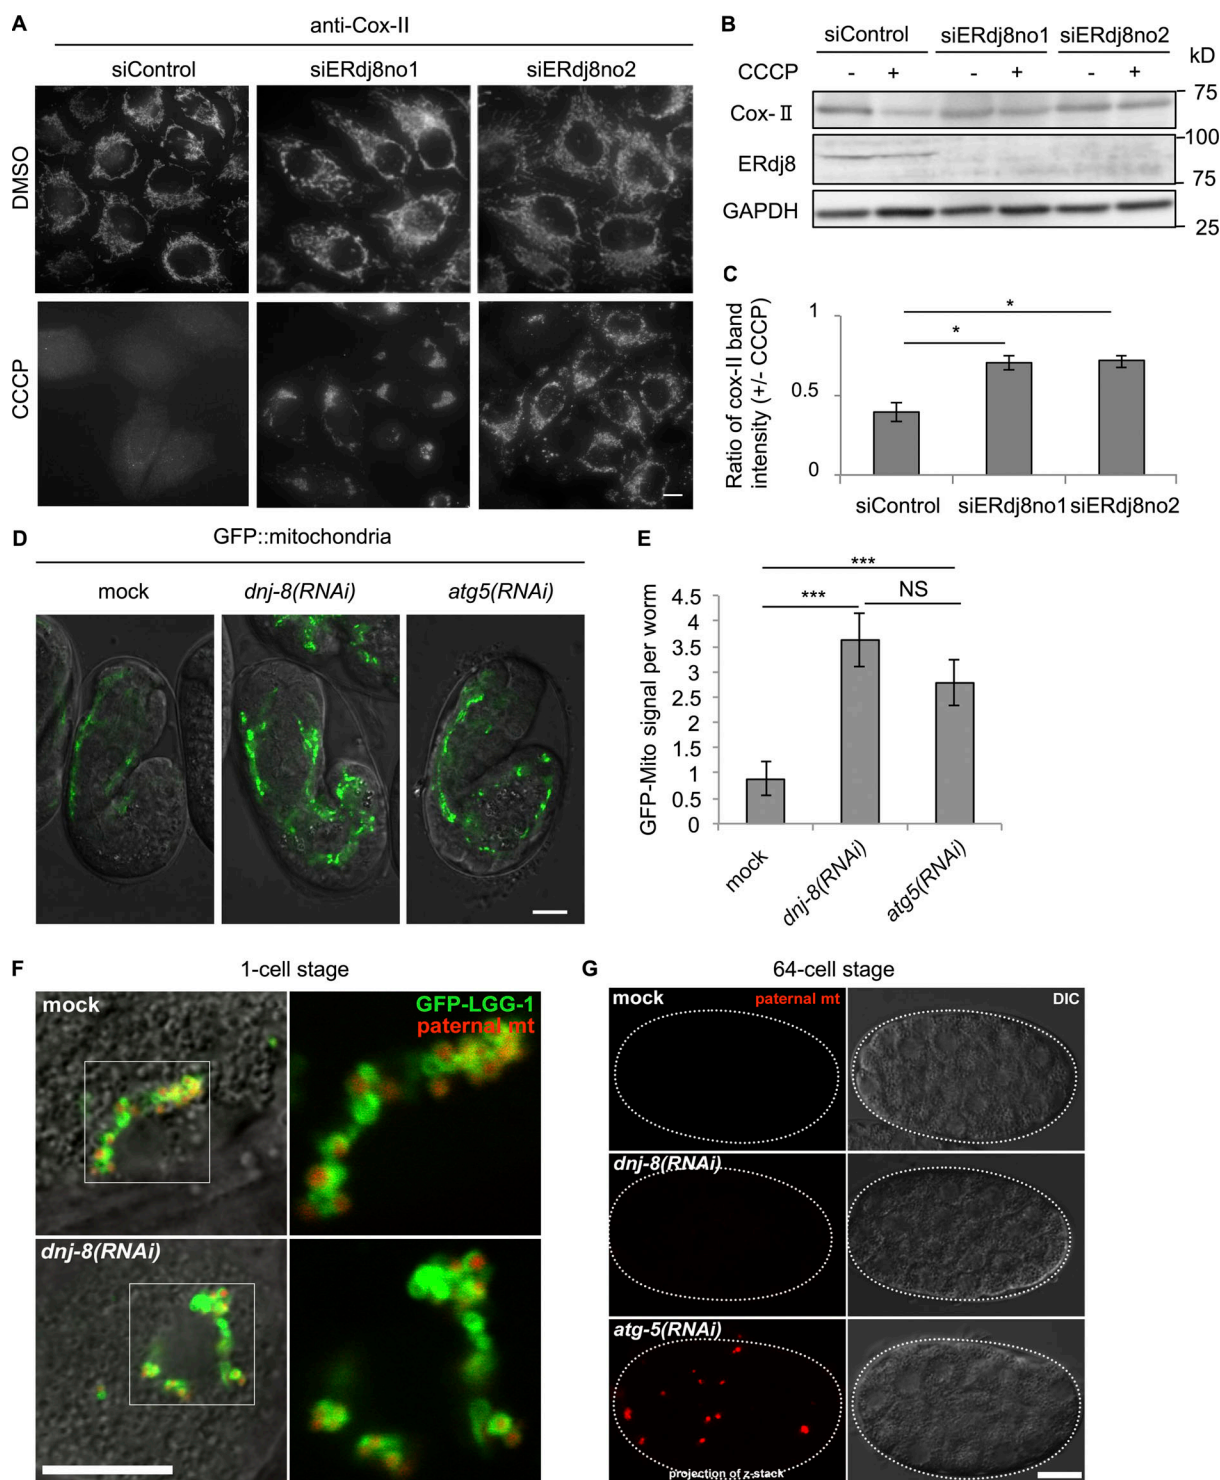 A
anti-Cox-II
siControl siERdj8no1 siERdj8no2
DMSO
CCCP
B
siControl siERdj8no1 siERdj8no2
kD
CCCP - + - + - +
75
Cox-Ⅱ
100
ERdj8
75
GAPDH
25
C
Ratio of cox-II band
intensity (+/- CCCP)
1
0.5
0
* *
siControl siERdj8no1 siERdj8no2
D
GFP::mitochondria
mock dnj-8(RNAi) atg5(RNAi)
E
GFP-Mito signal per worm
***
*** NS
4.5
4
3.5
3
2.5
2
1.5
1
0.5
0
mock dnj-8(RNAi) atg5(RNAi)
F
1-cell stage
mock
GFP-LGG-1
paternal mt
dnj-8(RNAi)
G
64-cell stage
mock paternal mt DIC
dnj-8(RNAi)
atg-5(RNAi)
projection of z-stack